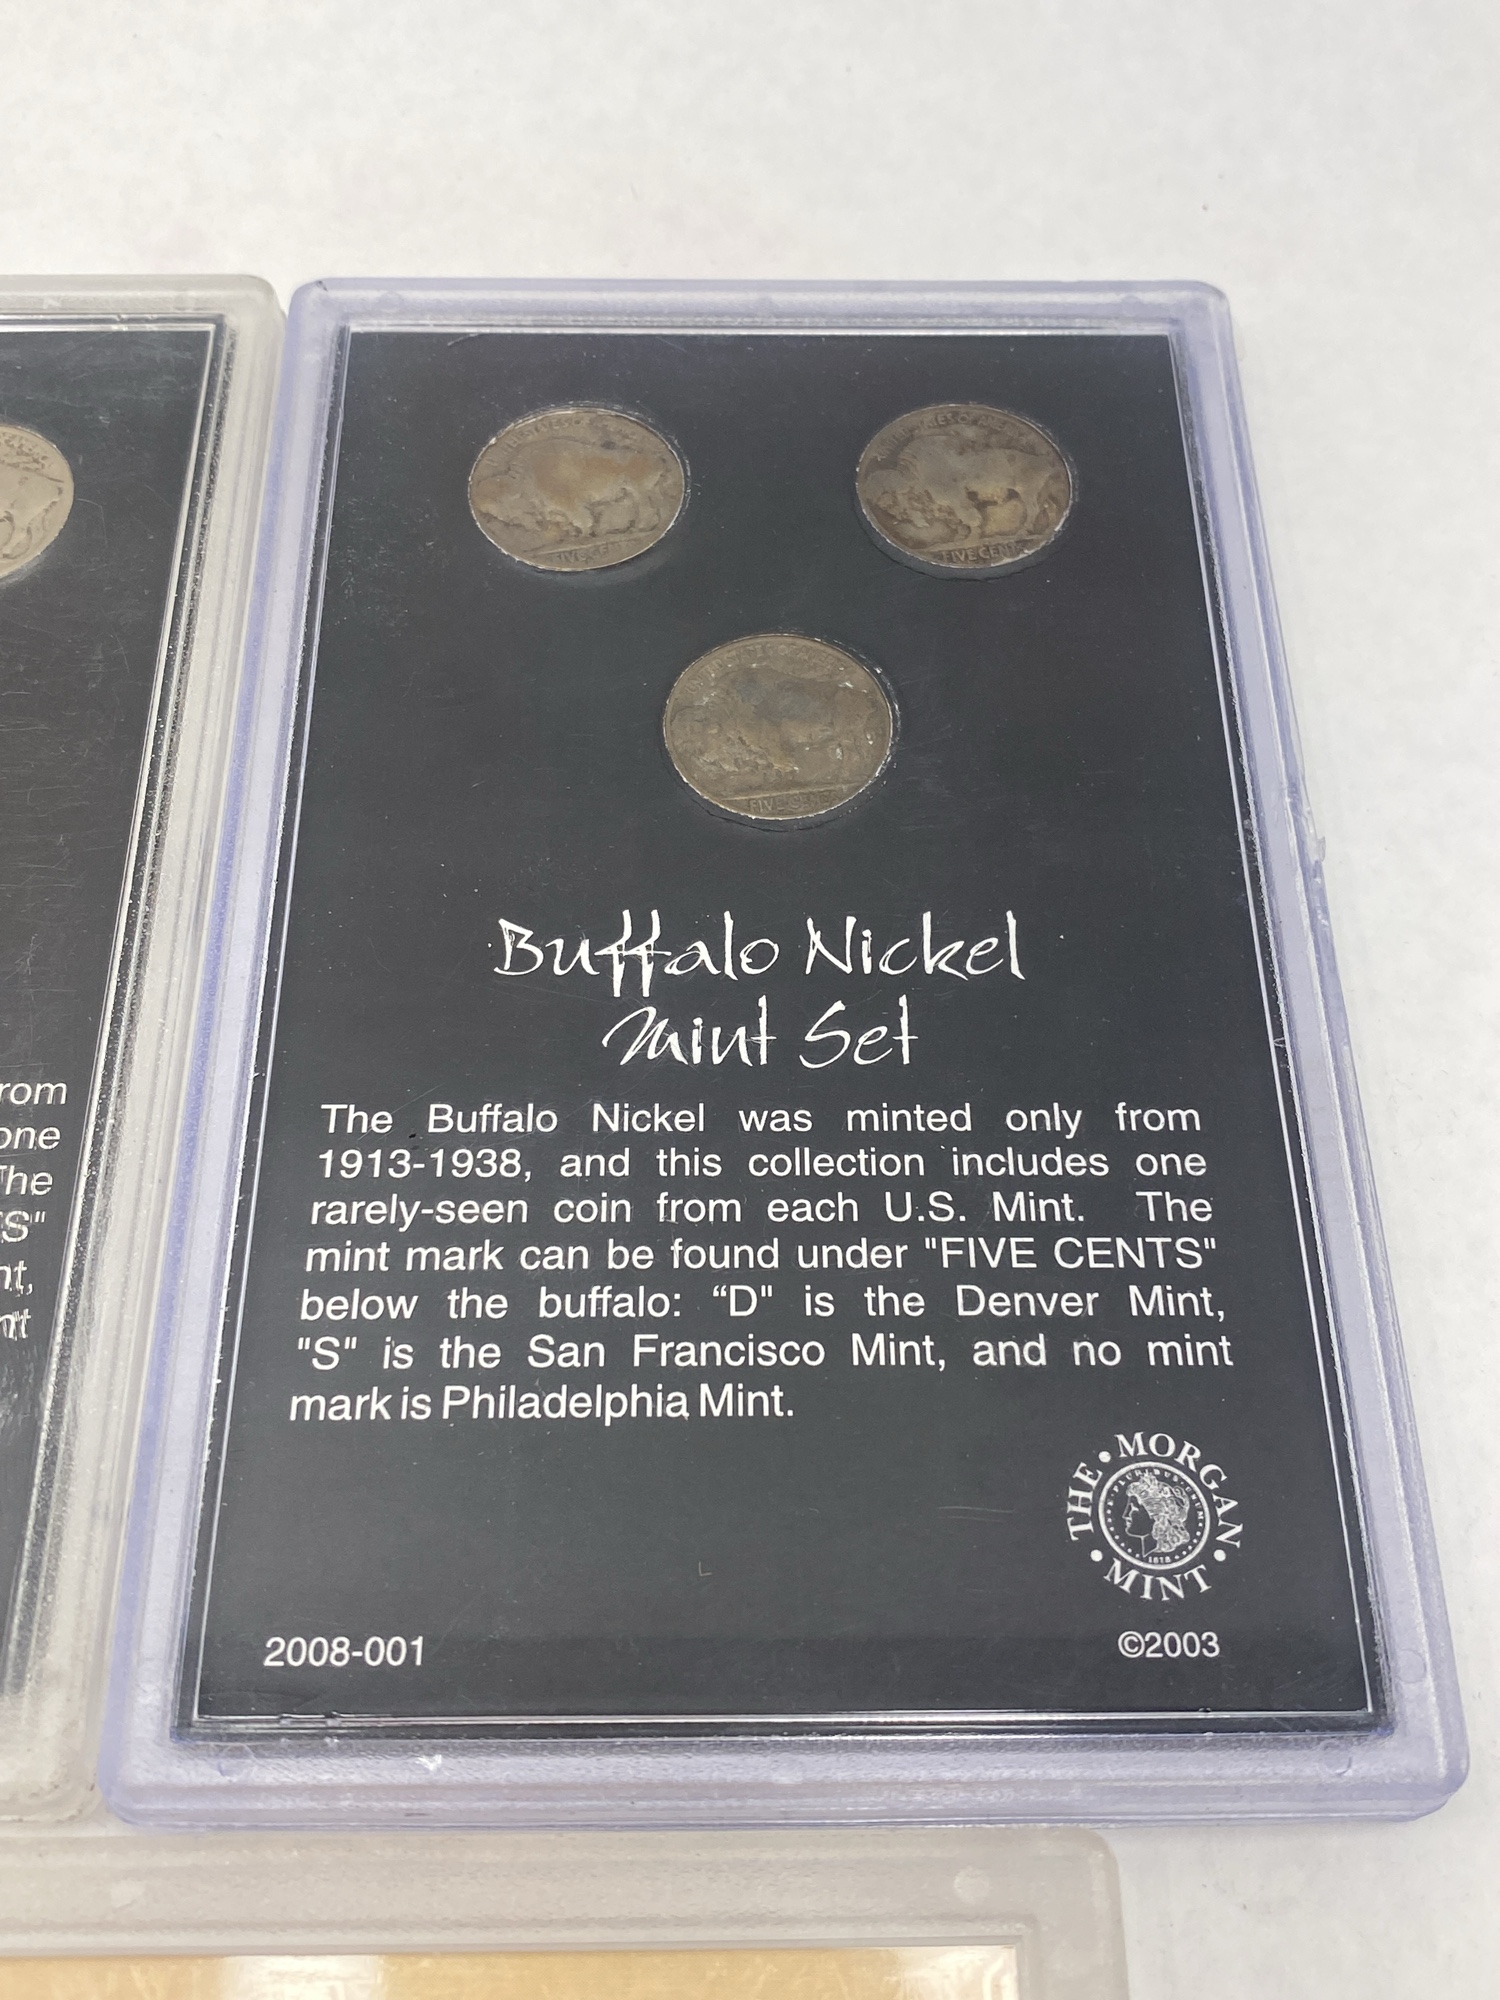 Buffalo Nickel
Mint Set
The Buffalo Nickel was minted only from
1913-1938, and this collection includes one
rarely-seen coin from each U.S. Mint. The
mint mark can be found under "FIVE CENTS"
below the buffalo: “D" is the Denver Mint,
"S" is the San Francisco Mint, and no mint
mark is Philadelphia Mint.
THE • MORGAN • MINT •
2008-001
©2003
FIVE CENTS
one